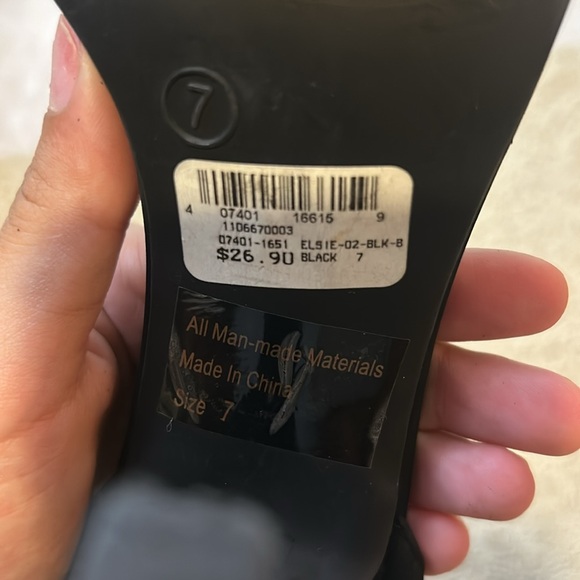 7
4 07401 16615 9
1106670003
07401-1651 ELSIE-02-BLK-B
$26.90 BLACK 7
All Man-made Materials
Made In China
Size 7